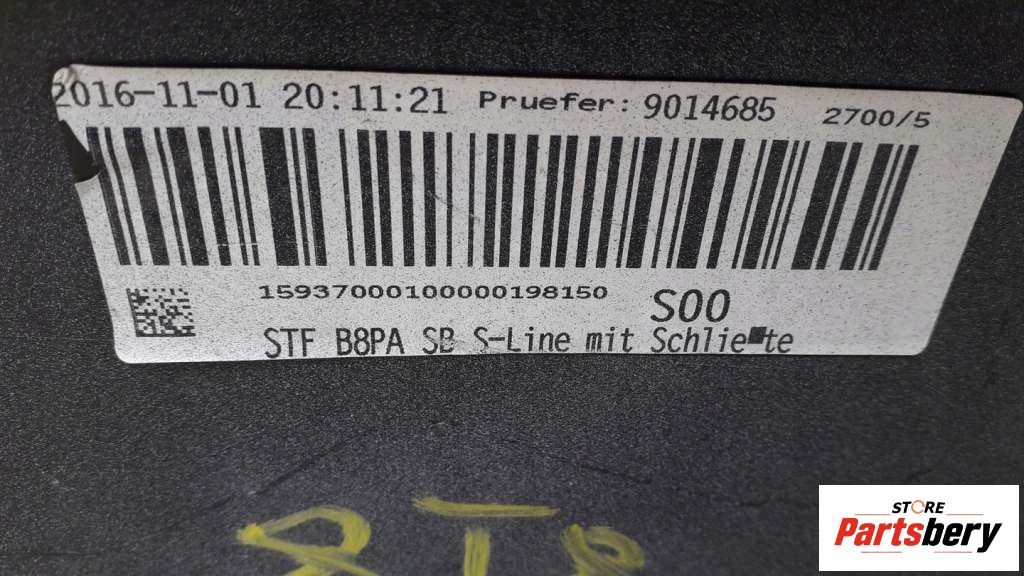 2016-11-01 20:11:21 Pruefer: 9014685 2700/5
15937000100000198150 S00
STF B8PA SB S-Line mit
STORE
Partsbery